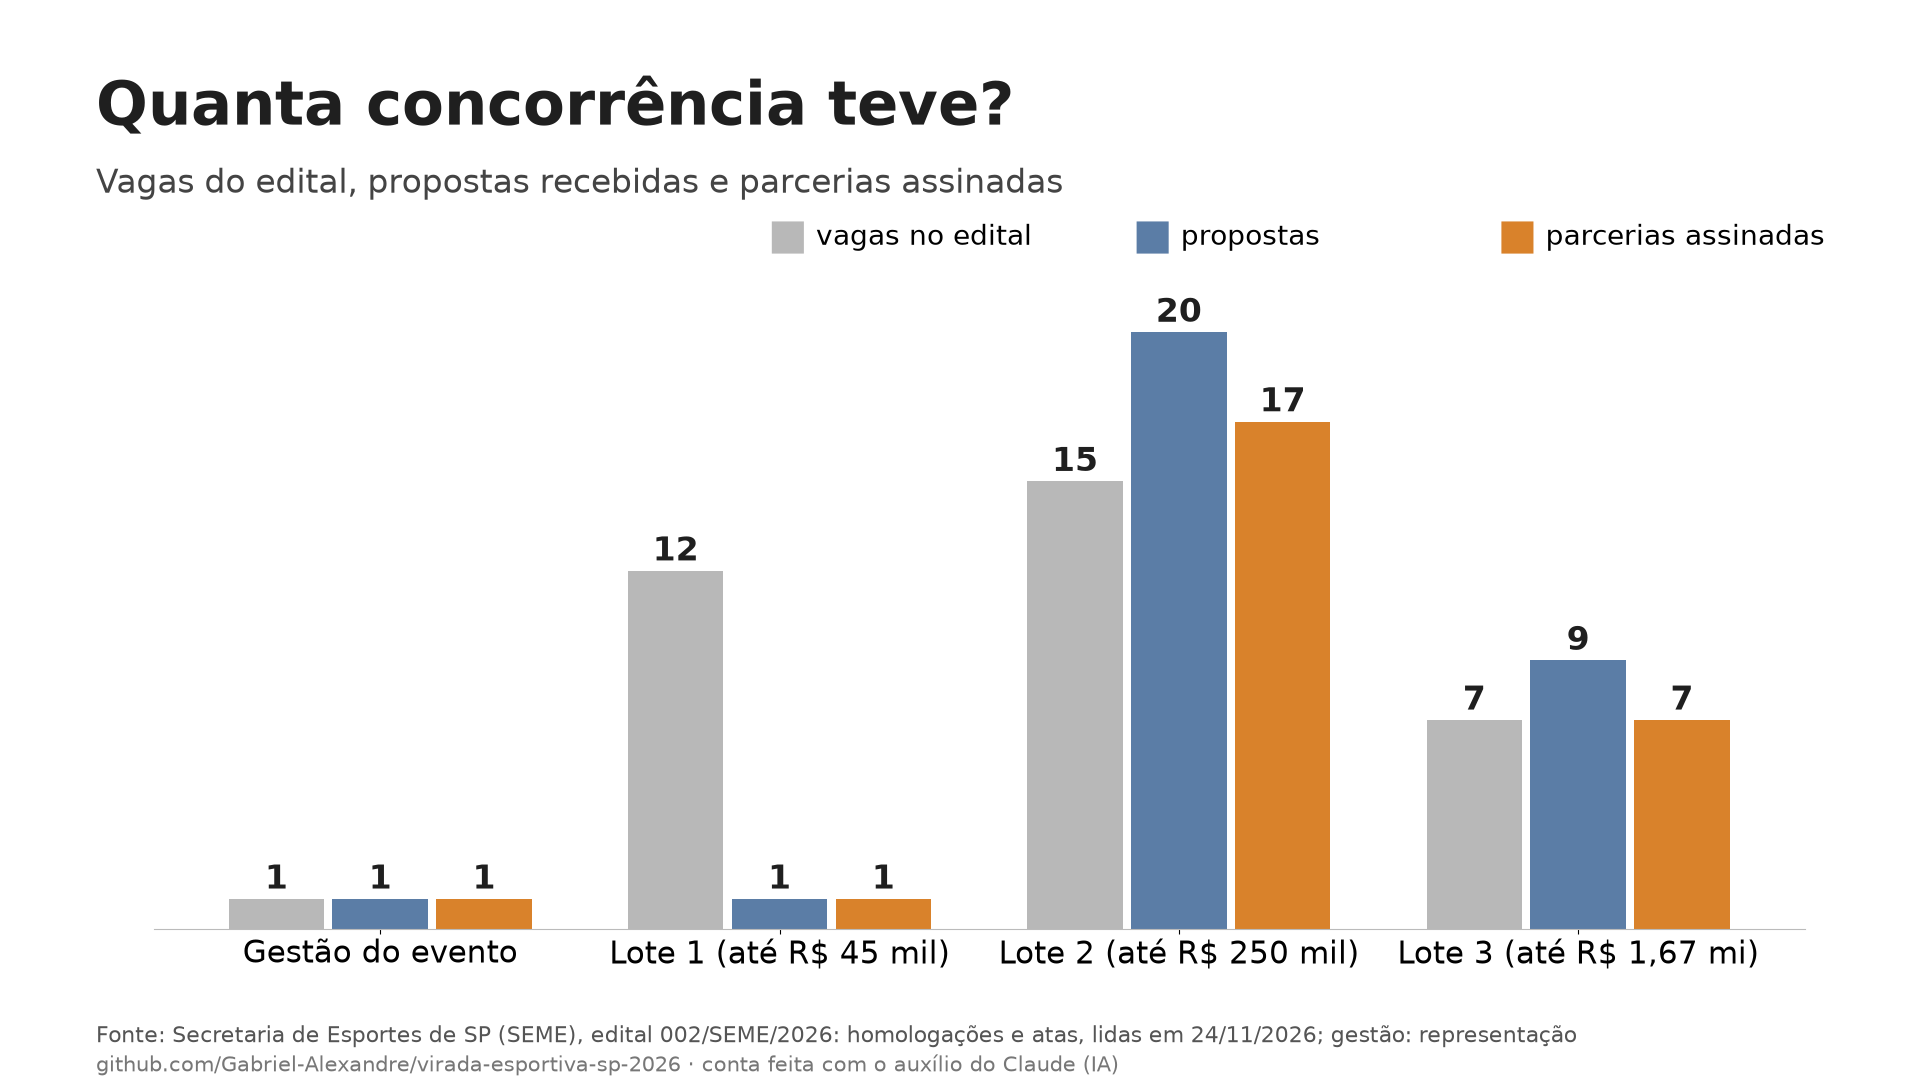 Quanta concorrência teve?
Vagas do edital, propostas recebidas e parcerias assinadas
vagas no edital propostas parcerias assinadas
20
17
15
12
9
7 7
1 1 1 1 1
Gestão do evento Lote 1 (até R$ 45 mil) Lote 2 (até R$ 250 mil) Lote 3 (até R$ 1,67 mi)
Fonte: Secretaria de Esportes de SP (SEME), edital 002/SEME/2026: homologações e atas, lidas em 24/11/2026; gestão: representação
github.com/Gabriel-Alexandre/virada-esportiva-sp-2026 · conta feita com o auxílio do Claude (IA)